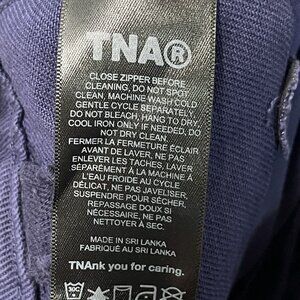 TNA®
CLOSE ZIPPER BEFORE
CLEANING, DO NOT SPOT
CLEAN, MACHINE WASH COLD
GENTLE CYCLE SEPARATELY,
DO NOT BLEACH, HANG TO DRY,
COOL IRON ONLY IF NEEDED, DO
NOT DRY CLEAN.
FERMER LA FERMETURE ÉCLAIR
AVANT DE LAVER, NE PAS
ENLEVER LES TACHES, LAVER
SÉPARÉMENT À LA MACHINE À
L'EAU FROIDE AU CYCLE
DÉLICAT, NE PAS JAVELISER,
SUSPENDRE POUR SÉCHER,
REPASSAGE DOUX SI
NÉCESSAIRE, NE PAS
NETTOYER À SEC.
MADE IN SRI LANKA
FABRIQUÉ AU SRI LANKA
TNAnk you for caring.
30C